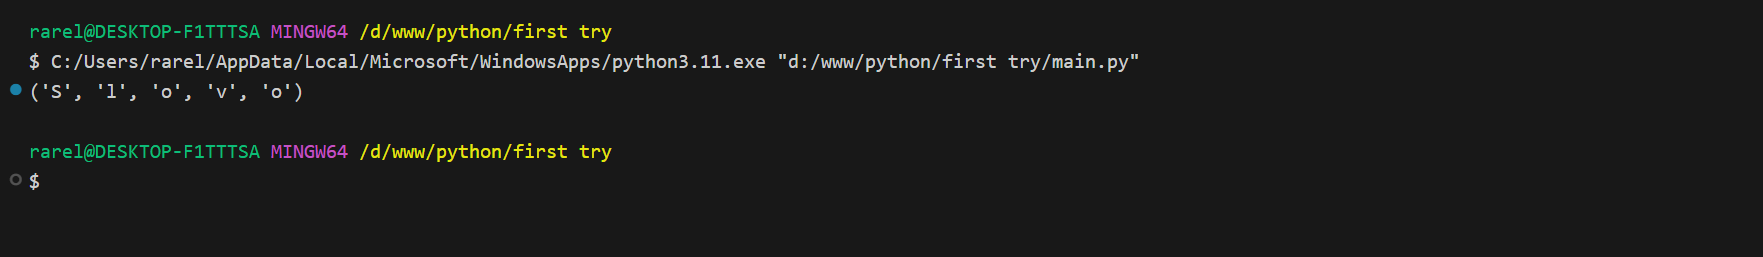 rarel@DESKTOP-F1TTTSA MINGW64 /d/www/python/first try
$ C:/Users/rarel/AppData/Local/Microsoft/WindowsApps/python3.11.exe "d:/www/python/first try/main.py"
('S', 'l', 'o', 'v', 'o')
rarel@DESKTOP-F1TTTSA MINGW64 /d/www/python/first try
$